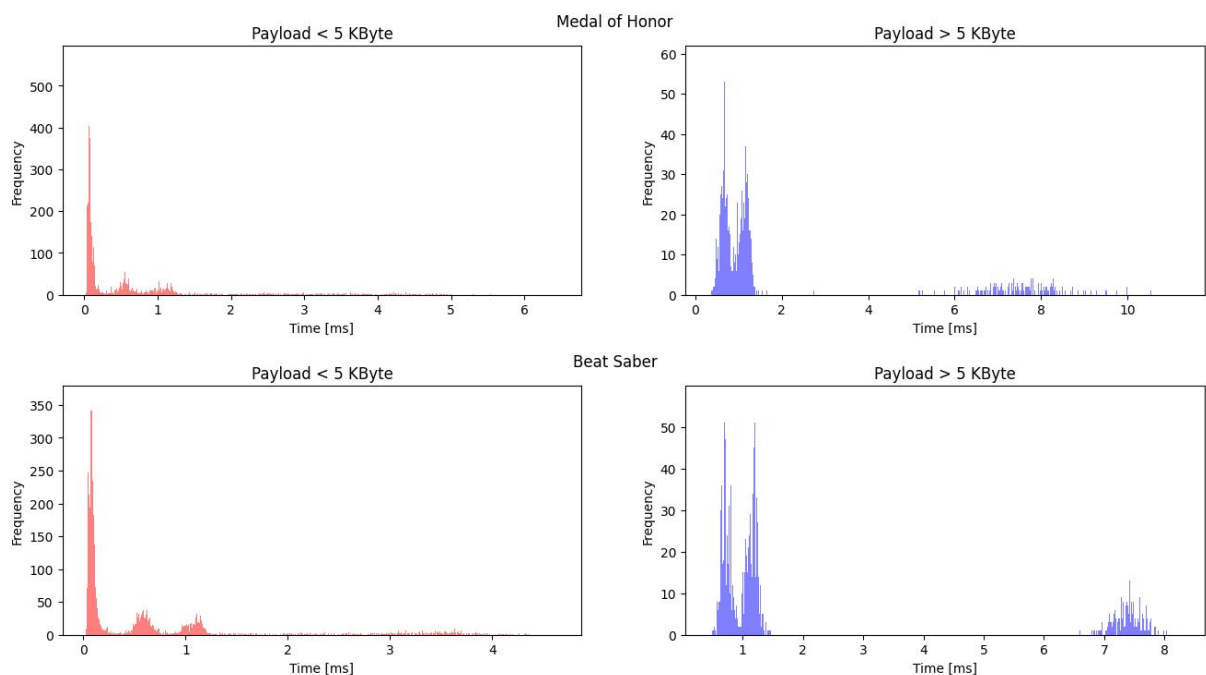 Medal of Honor
Payload < 5 KByte
500
400
300
200
100
0
Frequency
0 1 2 3 4 5 6
Time [ms]
Payload > 5 KByte
60
50
40
30
20
10
0
Frequency
0 2 4 6 8 10
Time [ms]
Beat Saber
Payload < 5 KByte
350
300
250
200
150
100
50
0
Frequency
0 1 2 3 4
Time [ms]
Payload > 5 KByte
50
40
30
20
10
0
Frequency
1 2 3 4 5 6 7 8
Time [ms]